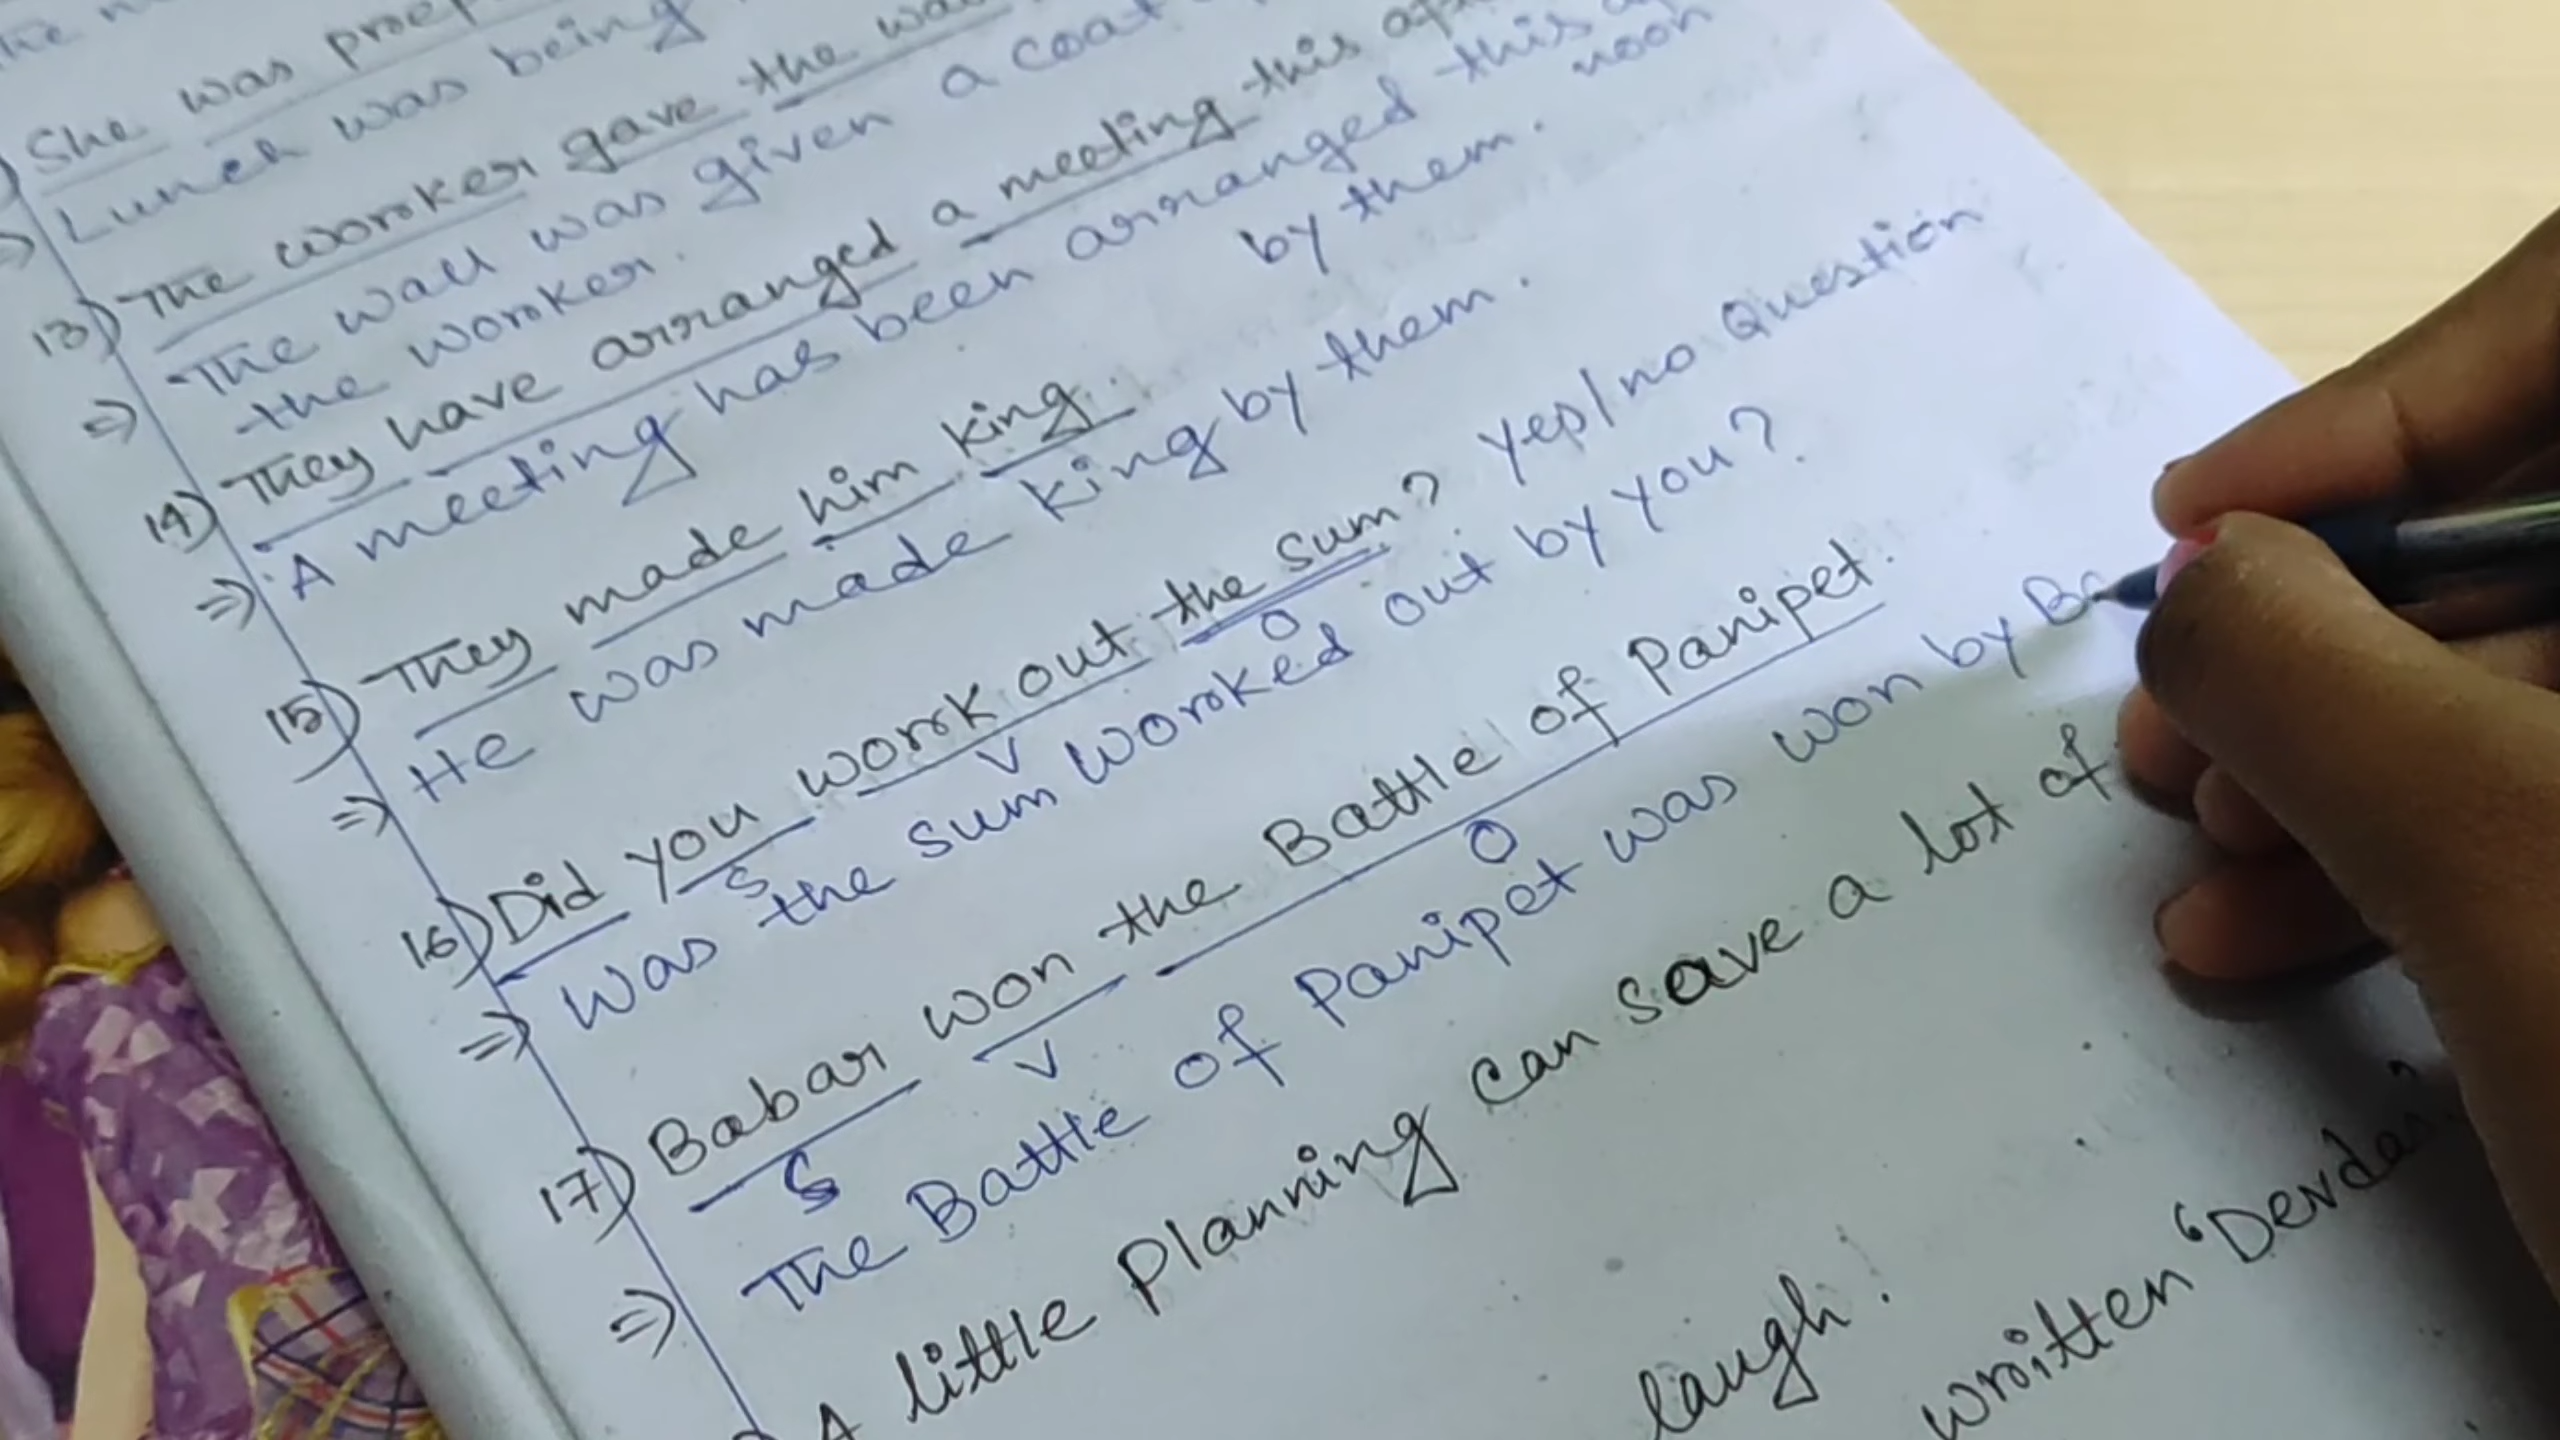 She was
Lunch was being
13) The worker gave the
=) The wall was given a coat
the worker.
14) They have arranged a meeting this
=) A meeting has been arranged this
noon
by them.
15) They made him king.
=) He was made king by them.
16) Did you work out the sum? yes/no Question
S V O
=) Was the sum worked out by you?
17) Babar won the Battle of Panipet.
S V O
=) The Battle of Panipet was won by Ba
A little Planning can save a lot of
laugh!
written